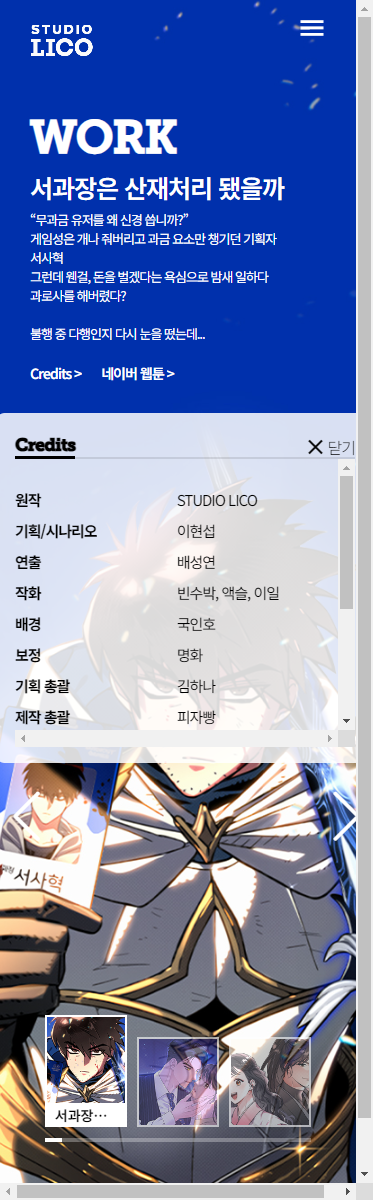 STUDIO
LICO
WORK
서과장은 산재처리 됐을까
“무과금 유저를 왜 신경 씁니까?”
게임성은 개나 줘버리고 과금 요소만 챙기던 기획자
서사혁
그런데 웬걸, 돈을 벌겠다는 욕심으로 밤새 일하다
과로사를 해버렸다?
불행 중 다행인지 다시 눈을 떴는데...
Credits > 네이버 웹툰 >
Credits 닫기
원작 STUDIO LICO
기획/시나리오 이현섭
연출 배성연
작화 빈수박, 액슬, 이일
배경 국인호
보정 명화
기획 총괄 김하나
제작 총괄 피자빵
서사혁
서과장···